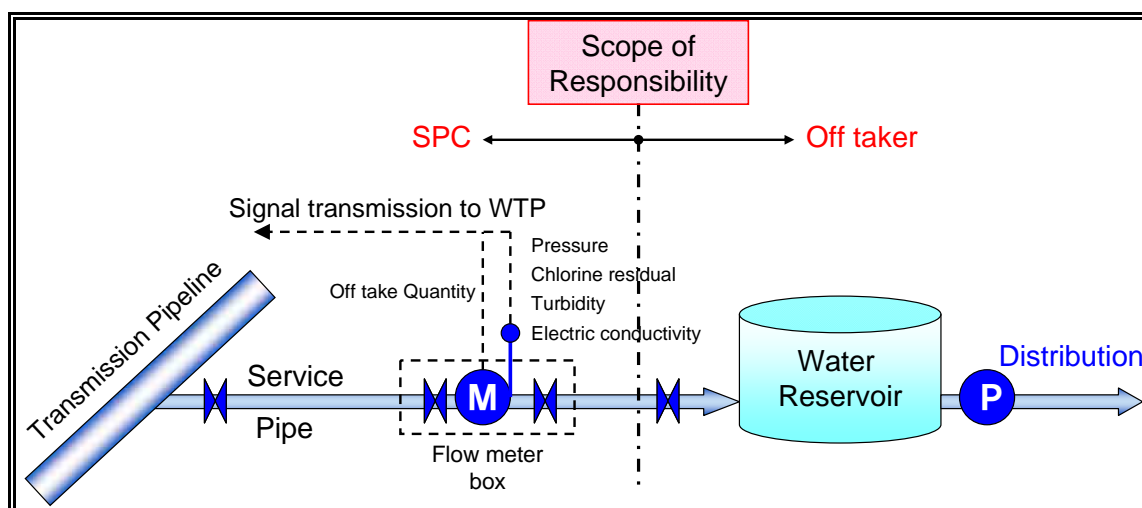 Scope of
Responsibility
SPC
Off taker
Signal transmission to WTP
Pressure
Chlorine residual
Turbidity
Electric conductivity
Off take Quantity
Transmission Pipeline
Service
Pipe
M
Flow meter
box
Water
Reservoir
P
Distribution